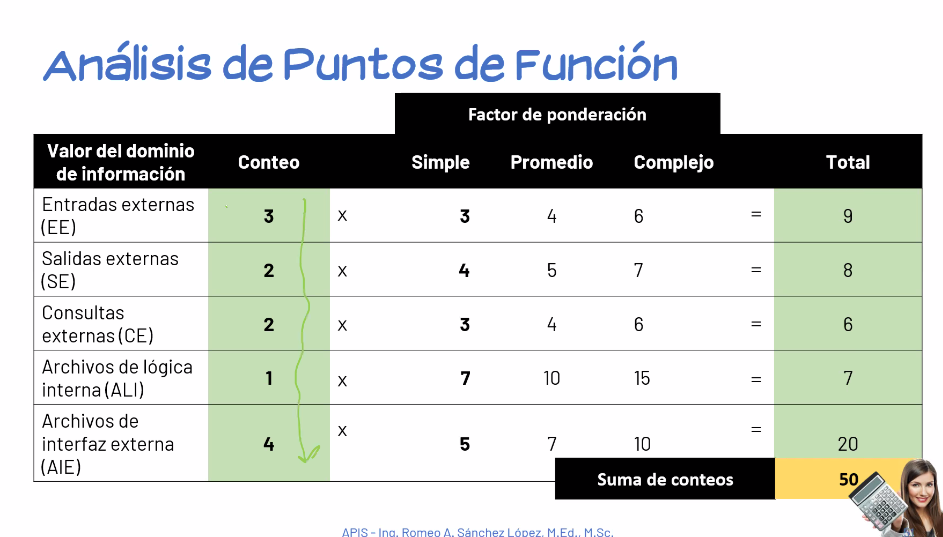 Análisis de Puntos de Función
Factor de ponderación
Valor del dominio
de información
Conteo
Simple
Promedio
Complejo
Total
Entradas externas
(EE)
3 x 3 4 6 = 9
Salidas externas
(SE)
2 x 4 5 7 = 8
Consultas
externas (CE)
2 x 3 4 6 = 6
Archivos de lógica
interna (ALI)
1 x 7 10 15 = 7
Archivos de
interfaz externa
(AIE)
4 x 5 7 10 = 20
Suma de conteos 50
APIS - Ing. Romeo A. Sánchez López, M.Ed., M.Sc.